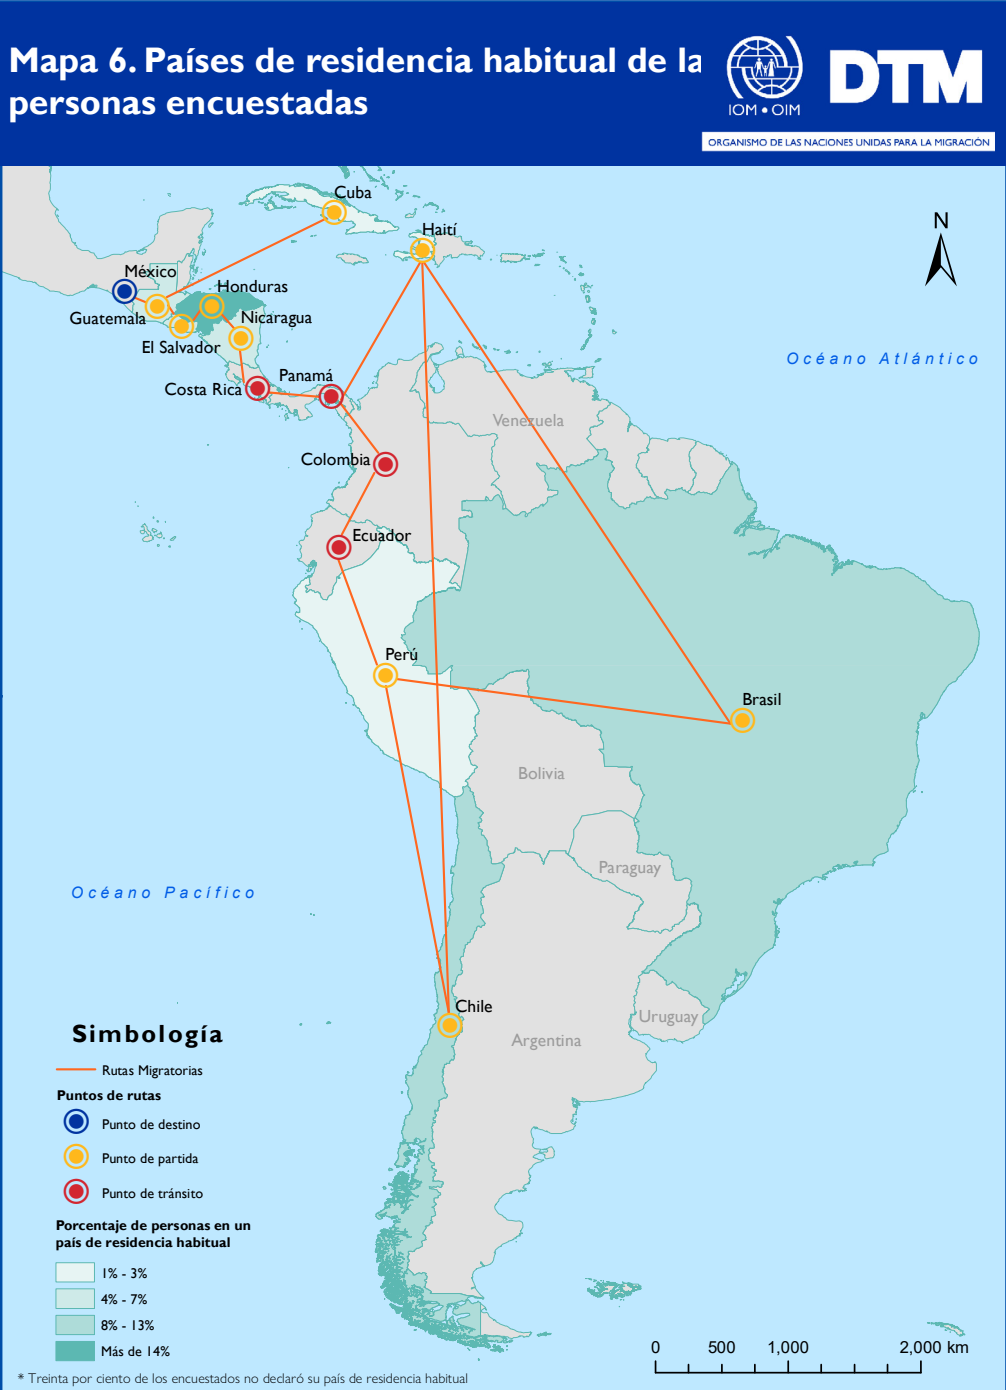 Mapa 6. Países de residencia habitual de la
personas encuestadas
IOM • OIM
DTM
ORGANISMO DE LAS NACIONES UNIDAS PARA LA MIGRACIÓN
Cuba
Haití
N
México
Honduras
Guatemala
Nicaragua
El Salvador
Océano Atlántico
Panamá
Costa Rica
Venezuela
Colombia
Ecuador
Perú
Brasil
Bolivia
Paraguay
Océano Pacífico
Chile
Uruguay
Argentina
Simbología
Rutas Migratorias
Puntos de rutas
Punto de destino
Punto de partida
Punto de tránsito
Porcentaje de personas en un
país de residencia habitual
1% - 3%
4% - 7%
8% - 13%
Más de 14%
0 500 1,000 2,000 km
* Treinta por ciento de los encuestados no declaró su país de residencia habitual